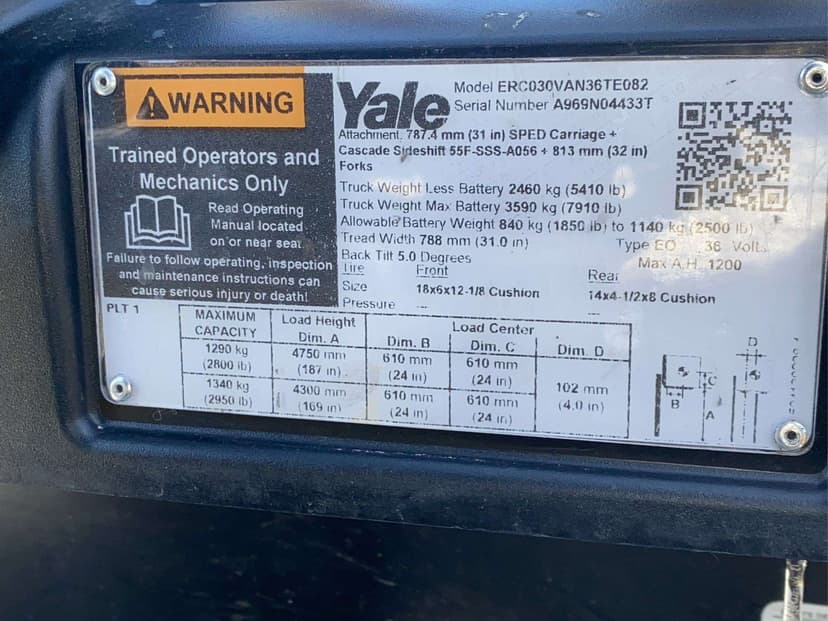 WARNING
Trained Operators and
Mechanics Only
Read Operating
Manual located
on or near seat
Failure to follow operating, inspection
and maintenance instructions can
cause serious injury or death!
PLT 1
Yale
Model ERC030VAN36TE082
Serial Number A969N04433T
Attachment, 787.4 mm (31 in) SPED Carriage +
Cascade Sideshift 55F-SSS-A056 + 813 mm (32 in)
Forks
Truck Weight Less Battery 2460 kg (5410 lb)
Truck Weight Max Battery 3590 kg (7910 lb)
Allowable Battery Weight 840 kg (1850 lb) to 1140 kg (2500 lb)
Tread Width 788 mm (31.0 in) Type EO 36 Volts
Back Tilt 5.0 Degrees Max A.H. 1200
Tire Front Rear
Size 18x6x12-1/8 Cushion 14x4-1/2x8 Cushion
Pressure
MAXIMUM CAPACITY Load Height Dim. A Load Center Dim. B Dim. C Dim. D
1290 kg (2800 lb) 4750 mm (187 in) 610 mm (24 in) 610 mm (24 in) 102 mm (4.0 in)
1340 kg (2950 lb) 4300 mm (169 in) 610 mm (24 in) 610 mm (24 in)
D
C
B
A